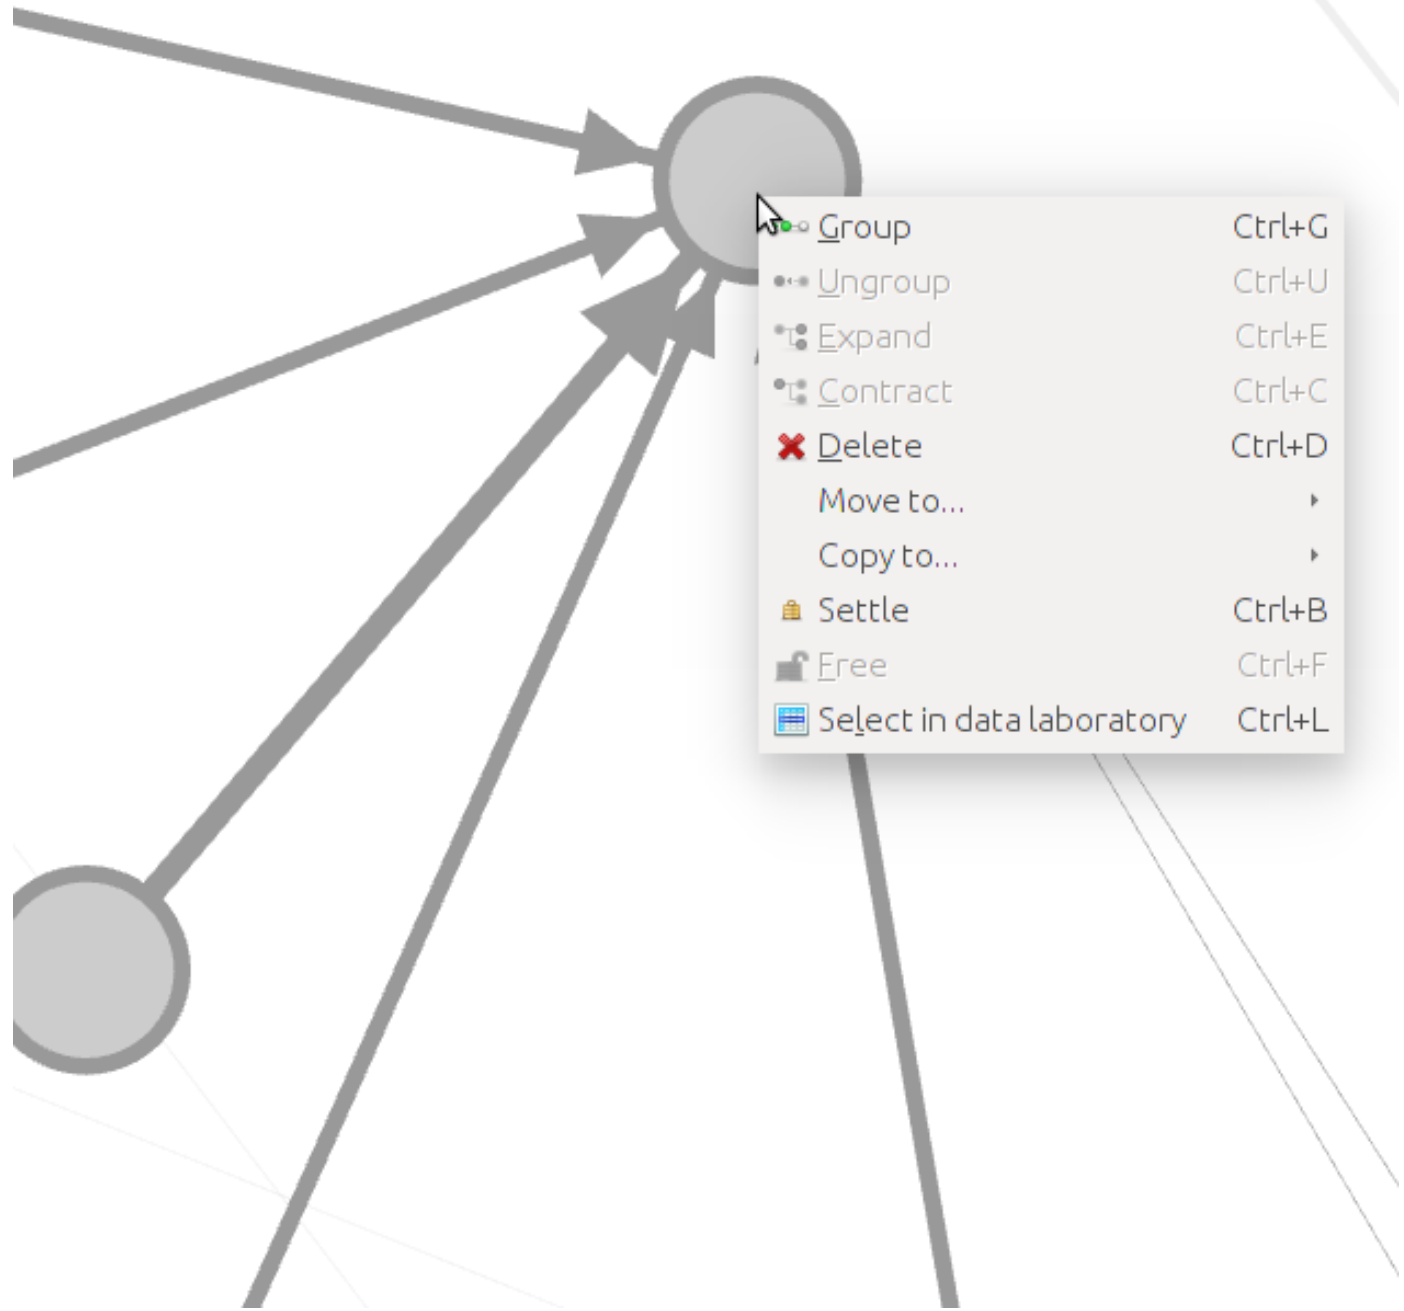 Group Ctrl+G
Ungroup Ctrl+U
Expand Ctrl+E
Contract Ctrl+C
Delete Ctrl+D
Move to...
Copy to...
Settle Ctrl+B
Free Ctrl+F
Select in data laboratory Ctrl+L